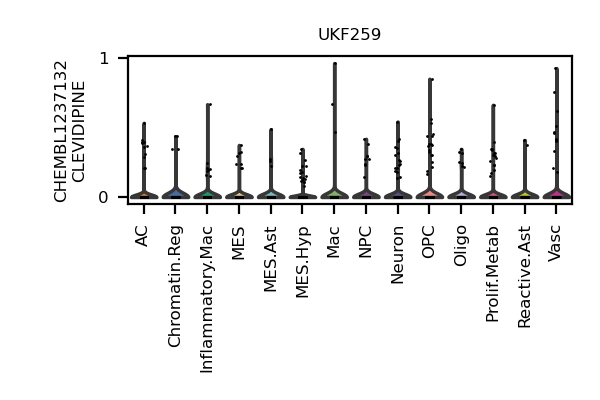 UKF259
CHEMBL1237132
CLEVIDIPINE
1
0
AC
Chromatin.Reg
Inflammatory.Mac
MES
MES.Ast
MES.Hyp
Mac
NPC
Neuron
OPC
Oligo
Prolif.Metab
Reactive.Ast
Vasc